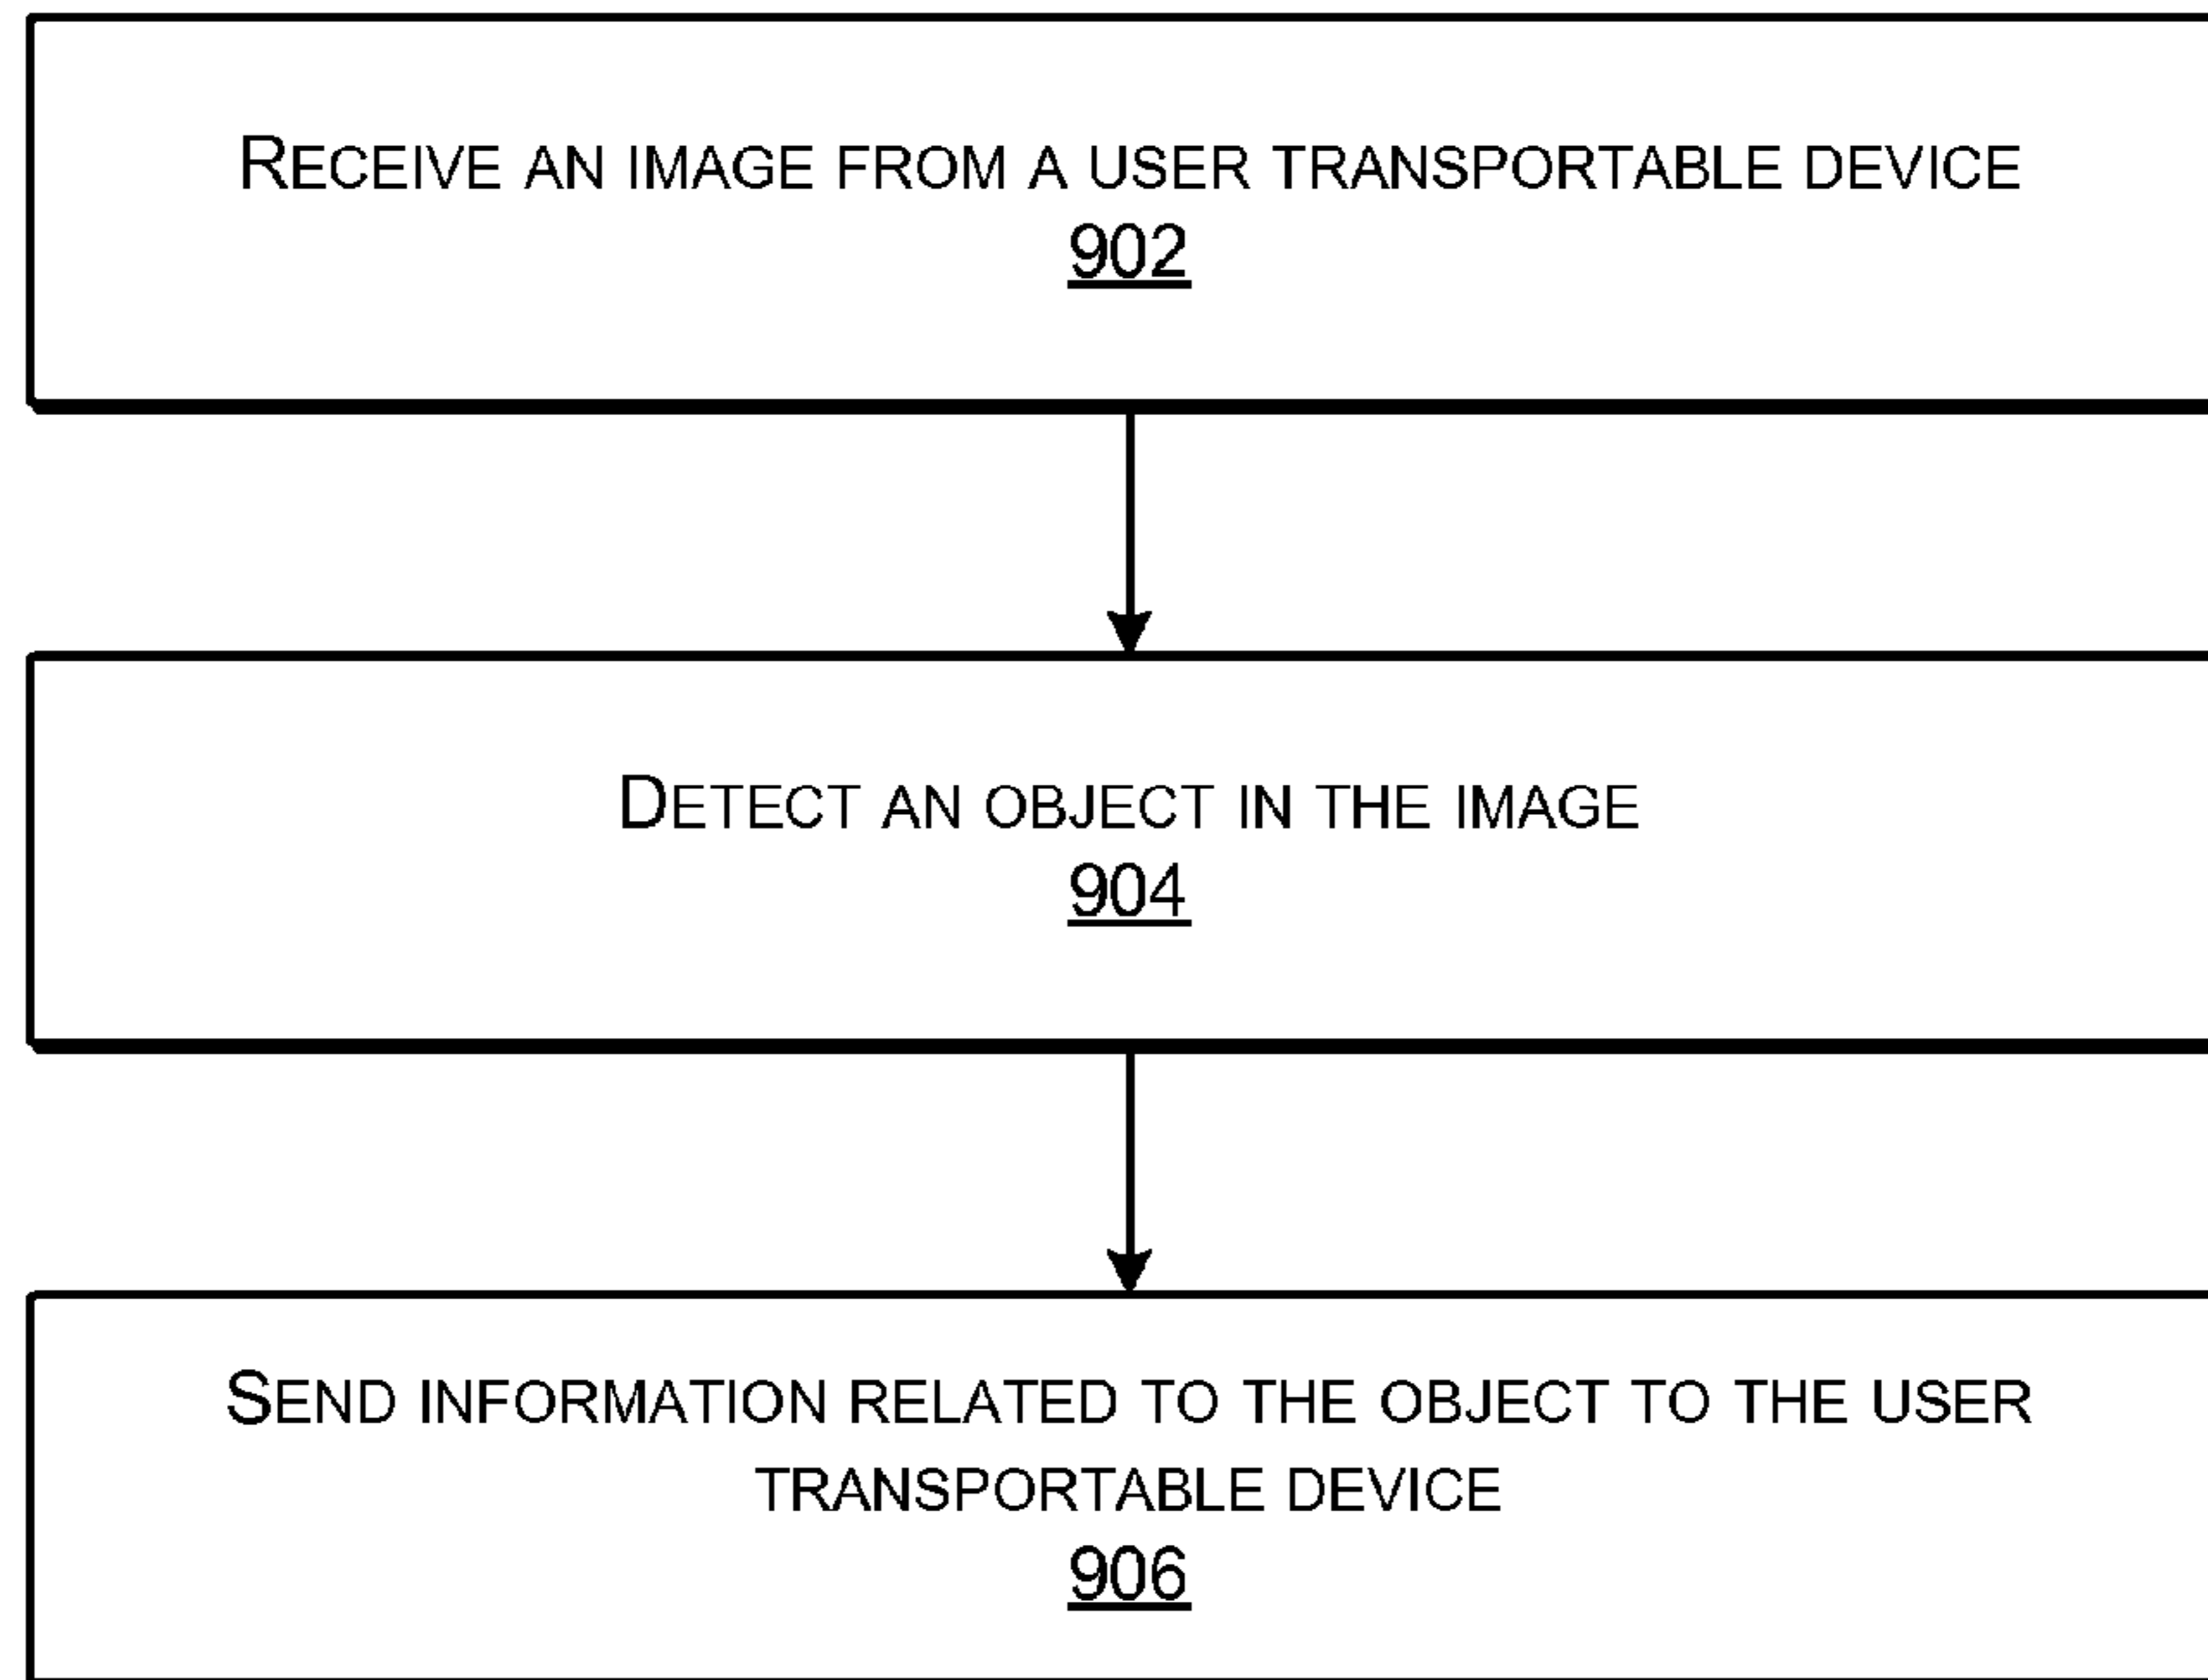 RECEIVE AN IMAGE FROM A USER TRANSPORTABLE DEVICE
902
DETECT AN OBJECT IN THE IMAGE
904
SEND INFORMATION RELATED TO THE OBJECT TO THE USER
TRANSPORTABLE DEVICE
906